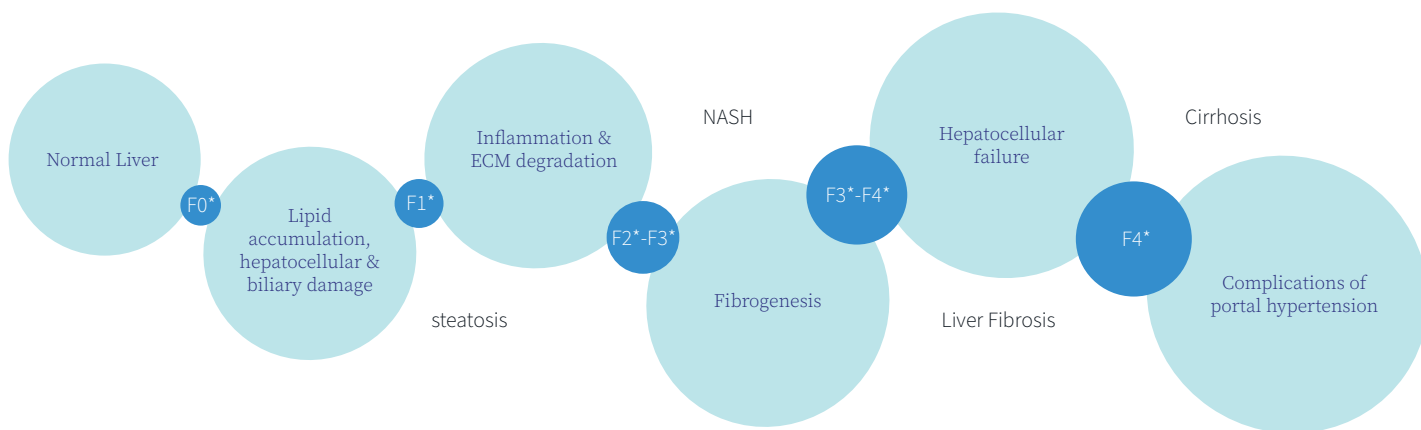 Normal Liver
F0*
Lipid
accumulation,
hepatocellular &
biliary damage
F1*
steatosis
Inflammation &
ECM degradation
F2*-F3*
NASH
Fibrogenesis
F3*-F4*
Hepatocellular
failure
Liver Fibrosis
F4*
Cirrhosis
Complications of
portal hypertension